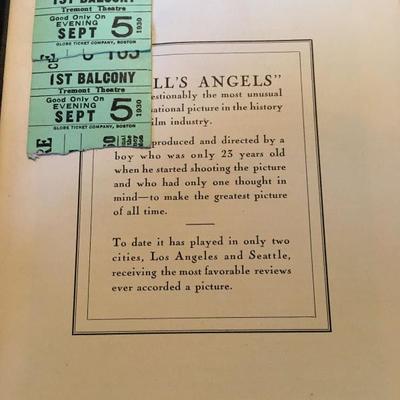 1ST BALCONY
Tremont Theatre
Good Only On
EVENING
SEPT 5 1930
GLOBE TICKET COMPANY, BOSTON
1ST BALCONY
Tremont Theatre
Good Only On
EVENING
SEPT 5 1930
GLOBE TICKET COMPANY, BOSTON
LL'S ANGELS"
estionably the most unusual
ational picture in the history
film industry.
produced and directed by a
boy who was only 23 years old
when he started shooting the picture
and who had only one thought in
mind—to make the greatest picture
of all time.
To date it has played in only two
cities, Los Angeles and Seattle,
receiving the most favorable reviews
ever accorded a picture.